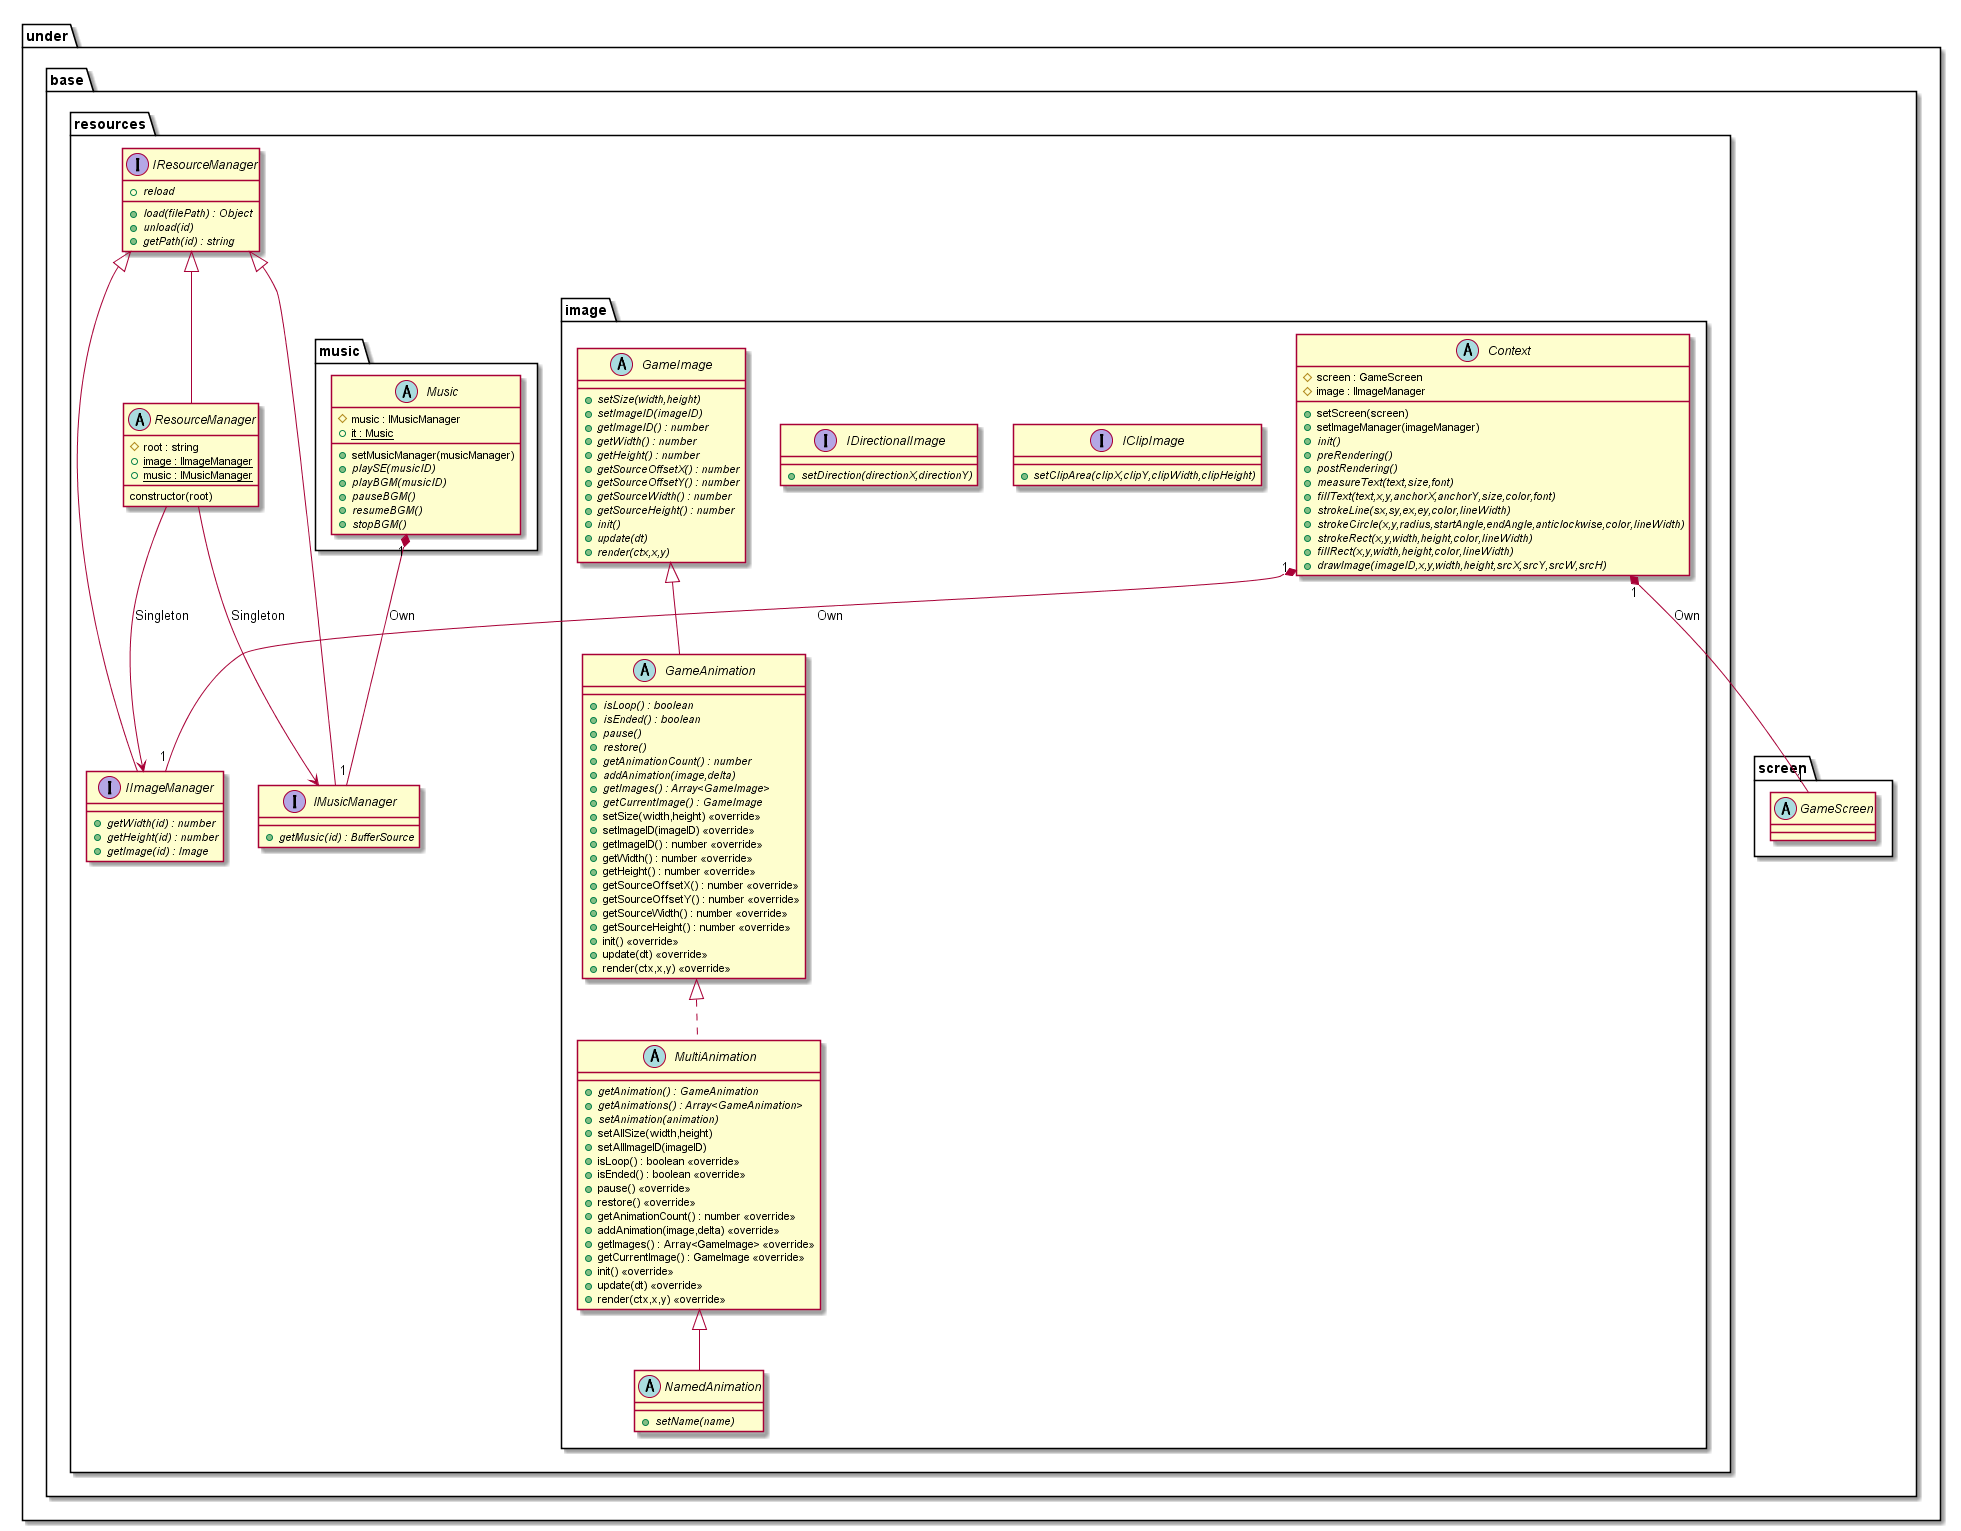 under
base
resources
I IResourceManager
reload
load(filePath) : Object
unload(id)
getPath(id) : string
image
music
A GameImage
setSize(width,height)
setImageID(imageID)
getImageID() : number
getWidth() : number
getHeight() : number
getSourceOffsetX() : number
getSourceOffsetY() : number
getSourceWidth() : number
getSourceHeight() : number
init()
update(dt)
render(ctx,x,y)
A Context
screen : GameScreen
image : IImageManager
setScreen(screen)
setImageManager(imageManager)
init()
preRendering()
postRendering()
measureText(text,size,font)
fillText(text,x,y,anchorX,anchorY,size,color,font)
strokeLine(sx,sy,ex,ey,color,lineWidth)
strokeCircle(x,y,radius,startAngle,endAngle,anticlockwise,color,lineWidth)
strokeRect(x,y,width,height,color,lineWidth)
fillRect(x,y,width,height,color,lineWidth)
drawImage(imageID,x,y,width,height,srcX,srcY,srcW,srcH)
A ResourceManager
root : string
image : IImageManager
music : IMusicManager
constructor(root)
A Music
music : IMusicManager
it : Music
setMusicManager(musicManager)
playSE(musicID)
playBGM(musicID)
pauseBGM()
resumeBGM()
stopBGM()
I IDirectionalImage
setDirection(directionX,directionY)
I IClipImage
setClipArea(clipX,clipY,clipWidth,clipHeight)
1
1
1
Singleton
Singleton
Own
Own
Own
A GameAnimation
isLoop() : boolean
isEnded() : boolean
pause()
restore()
getAnimationCount() : number
addAnimation(image,delta)
getImages() : Array<GameImage>
getCurrentImage() : GameImage
setSize(width,height) «override»
setImageID(imageID) «override»
getImageID() : number «override»
getWidth() : number «override»
getHeight() : number «override»
getSourceOffsetX() : number «override»
getSourceOffsetY() : number «override»
getSourceWidth() : number «override»
getSourceHeight() : number «override»
init() «override»
update(dt) «override»
render(ctx,x,y) «override»
1
1
1
I IImageManager
getWidth(id) : number
getHeight(id) : number
getImage(id) : Image
I IMusicManager
getMusic(id) : BufferSource
screen
A GameScreen
A MultiAnimation
getAnimation() : GameAnimation
getAnimations() : Array<GameAnimation>
setAnimation(animation)
setAllSize(width,height)
setAllImageID(imageID)
isLoop() : boolean «override»
isEnded() : boolean «override»
pause() «override»
restore() «override»
getAnimationCount() : number «override»
addAnimation(image,delta) «override»
getImages() : Array<GameImage> «override»
getCurrentImage() : GameImage «override»
init() «override»
update(dt) «override»
render(ctx,x,y) «override»
A NamedAnimation
setName(name)